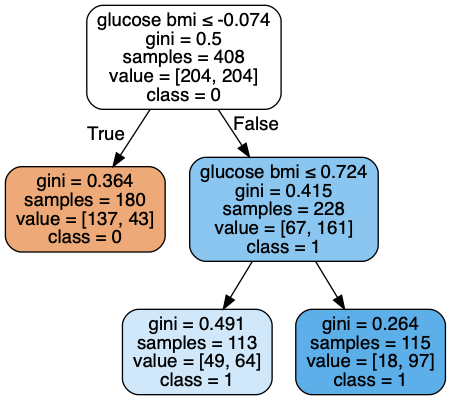 glucose bmi ≤ -0.074
gini = 0.5
samples = 408
value = [204, 204]
class = 0
True
False
gini = 0.364
samples = 180
value = [137, 43]
class = 0
glucose bmi ≤ 0.724
gini = 0.415
samples = 228
value = [67, 161]
class = 1
gini = 0.491
samples = 113
value = [49, 64]
class = 1
gini = 0.264
samples = 115
value = [18, 97]
class = 1